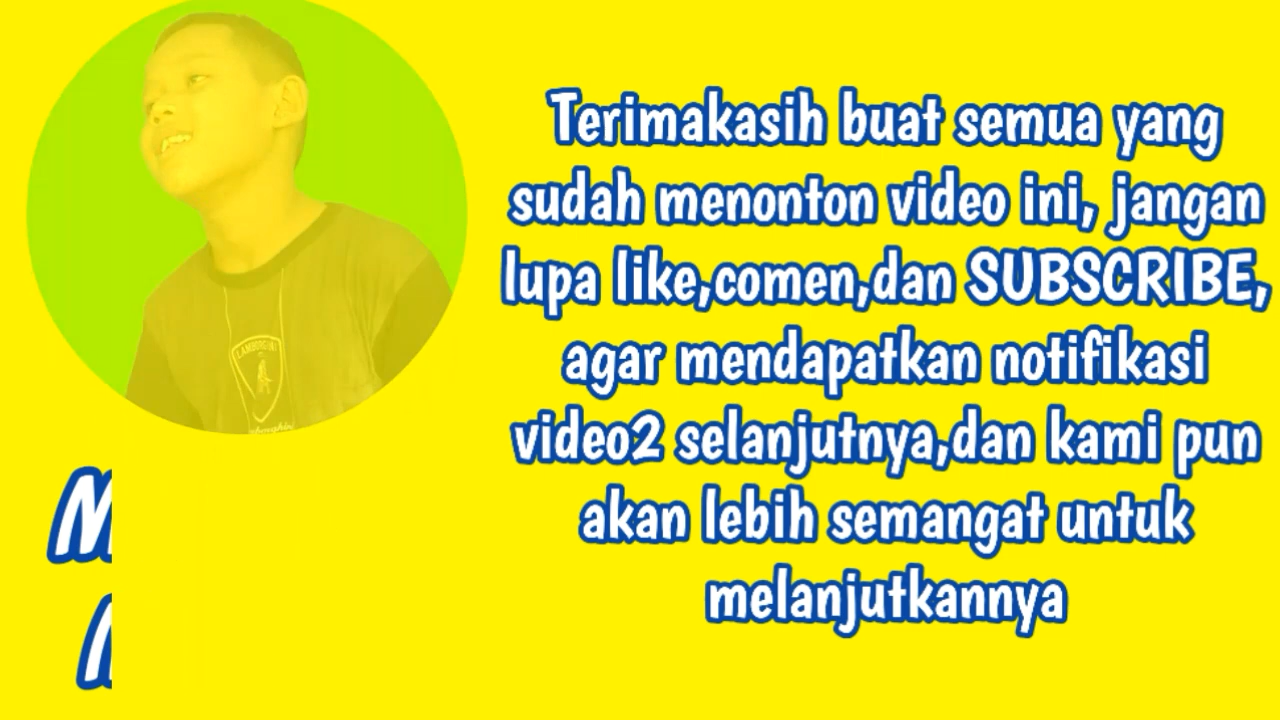 Terimakasih buat semua yang
sudah menonton video ini, jangan
lupa like,comen,dan SUBSCRIBE,
agar mendapatkan notifikasi
video2 selanjutnya,dan kami pun
akan lebih semangat untuk
melanjutkannya
LAMBORGHINI
M